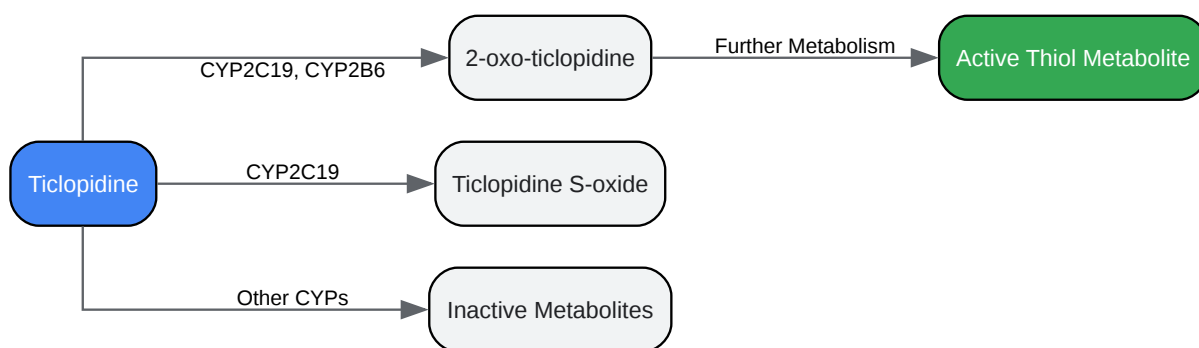 2-oxo-ticlopidine
Further Metabolism
Active Thiol Metabolite
CYP2C19, CYP2B6
Ticlopidine
CYP2C19
Ticlopidine S-oxide
Other CYPs
Inactive Metabolites